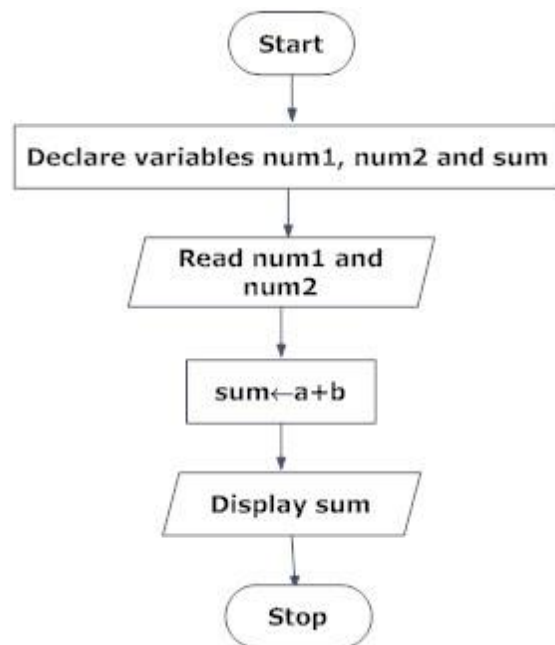 Start
Declare variables num1, num2 and sum
Read num1 and
num2
sum←a+b
Display sum
Stop